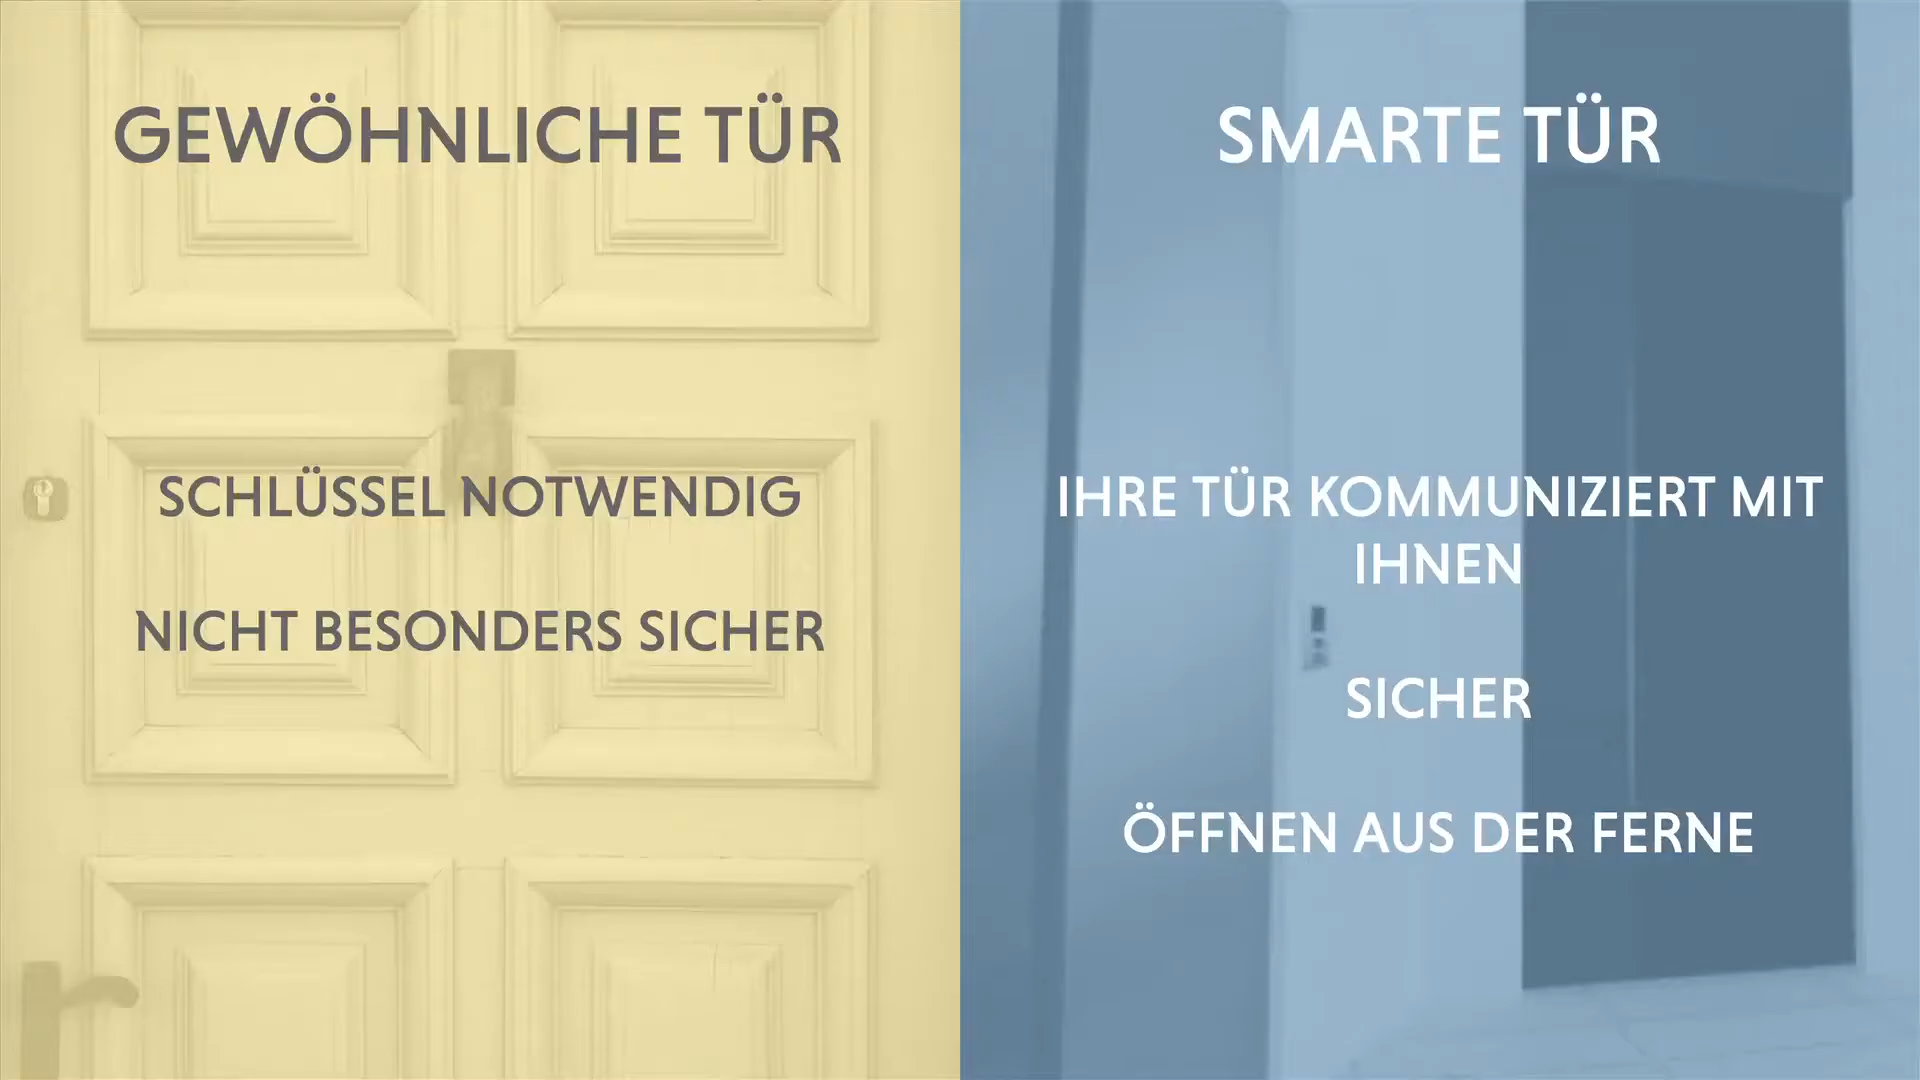 GEWÖHNLICHE TÜR
SCHLÜSSEL NOTWENDIG
NICHT BESONDERS SICHER
SMARTE TÜR
IHRE TÜR KOMMUNIZIERT MIT
IHNEN
SICHER
ÖFFNEN AUS DER FERNE